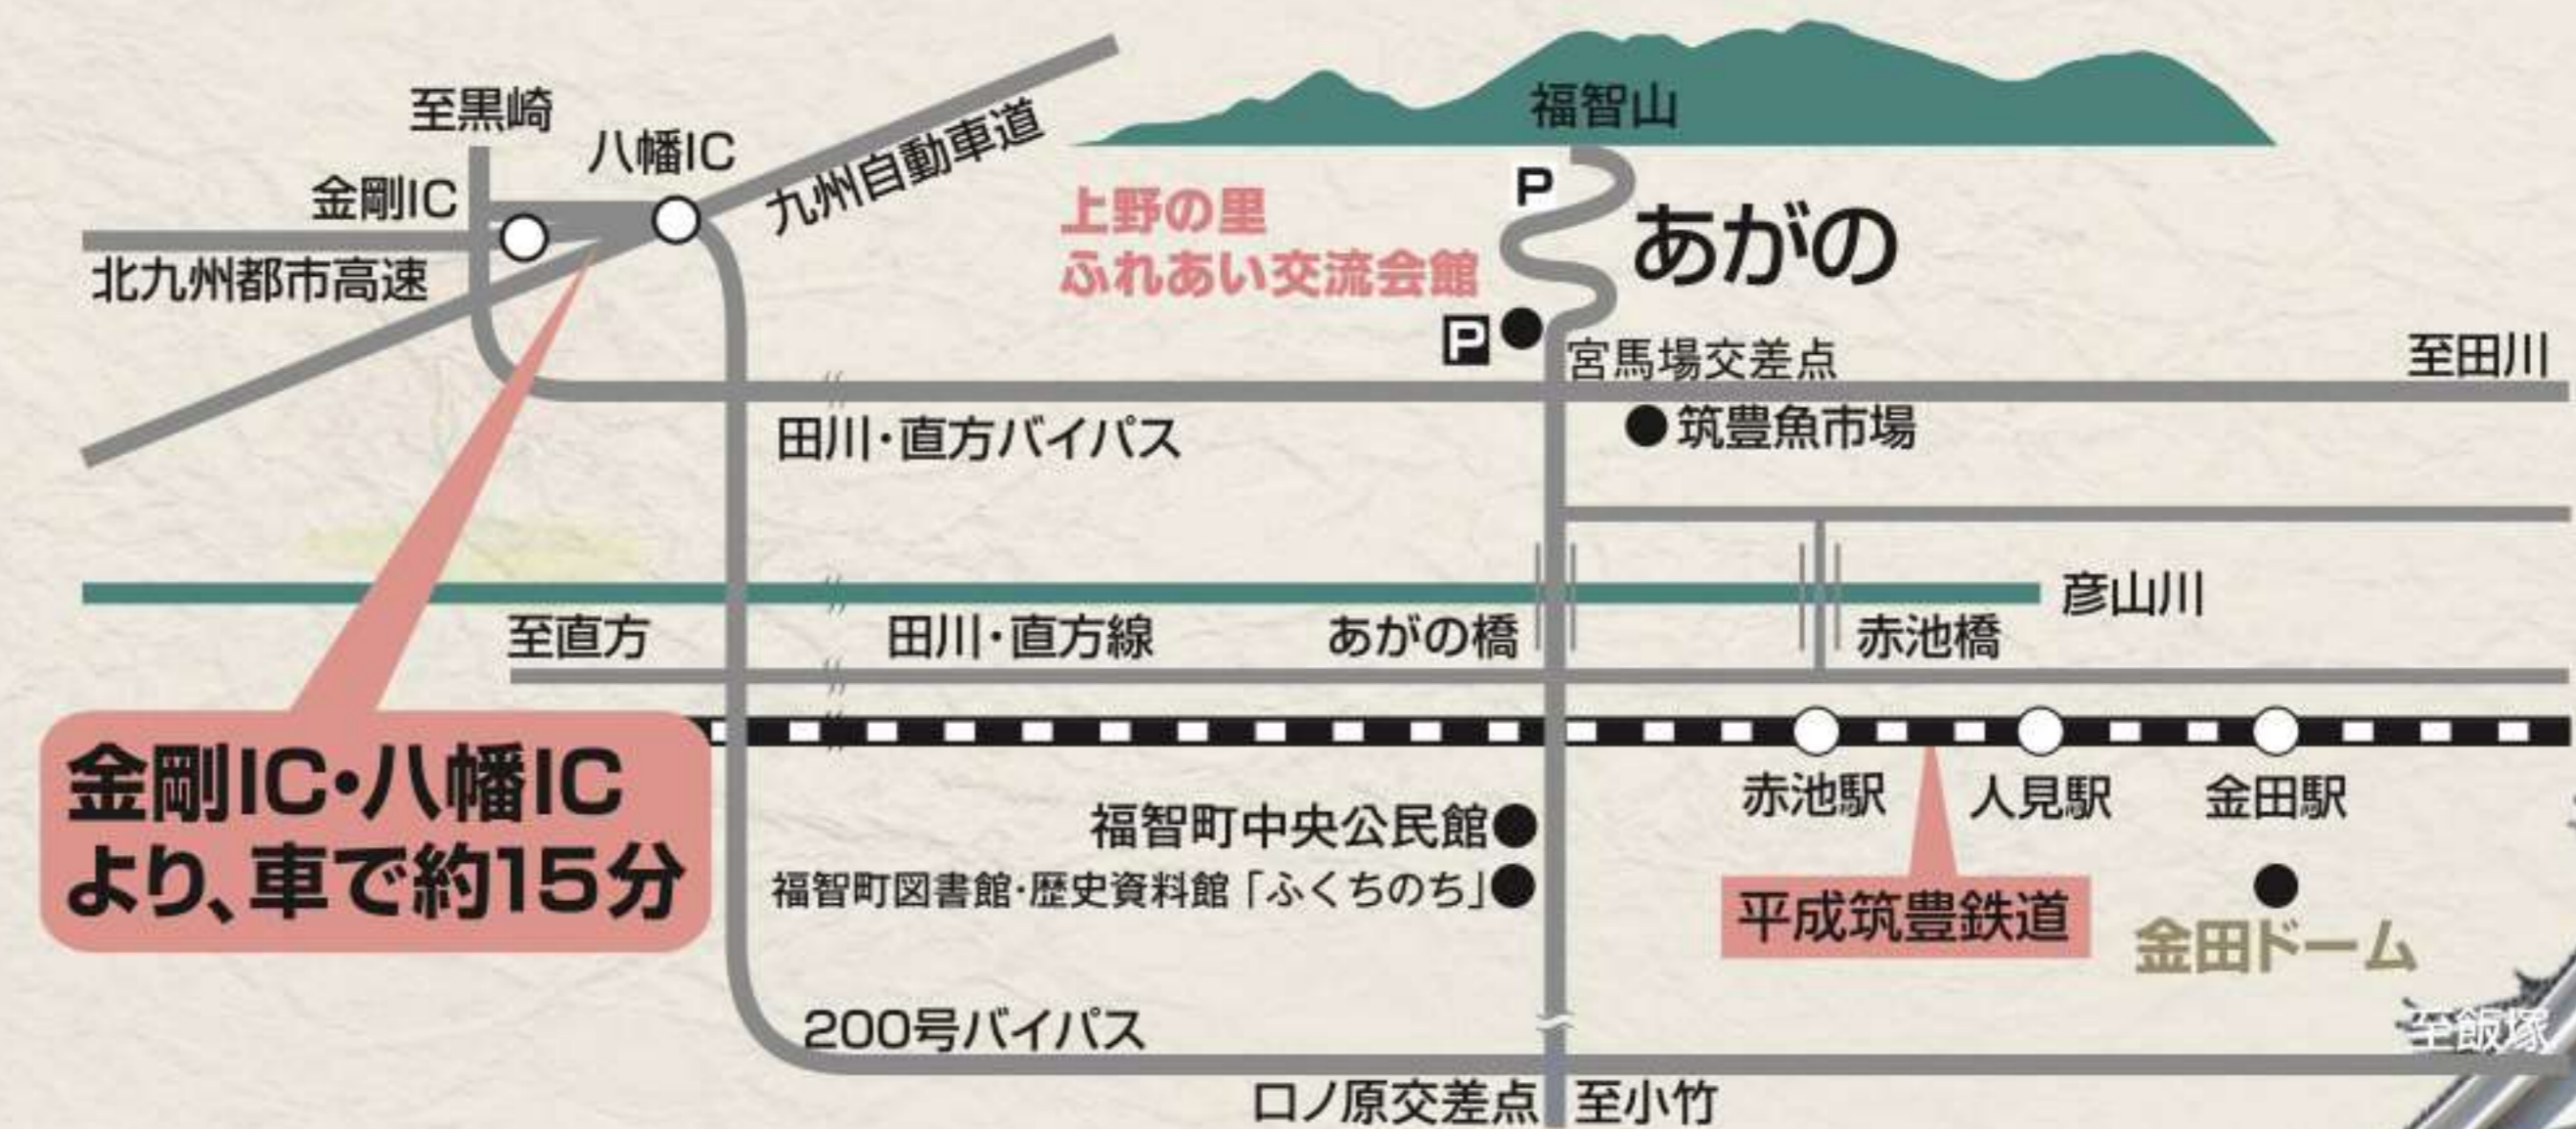 至黒崎
八幡IC
金剛IC
九州自動車道
北九州都市高速
福智山
P
あがの
上野の里
ふれあい交流会館
P
宮馬場交差点
至田川
田川・直方バイパス
筑豊魚市場
彦山川
至直方
田川・直方線
あがの橋
赤池橋
金剛IC・八幡IC
より、車で約15分
赤池駅
人見駅
金田駅
福智町中央公民館
福智町図書館・歴史資料館「ふくちのち」
平成筑豊鉄道
金田ドーム
200号バイパス
至飯塚
口ノ原交差点
至小竹